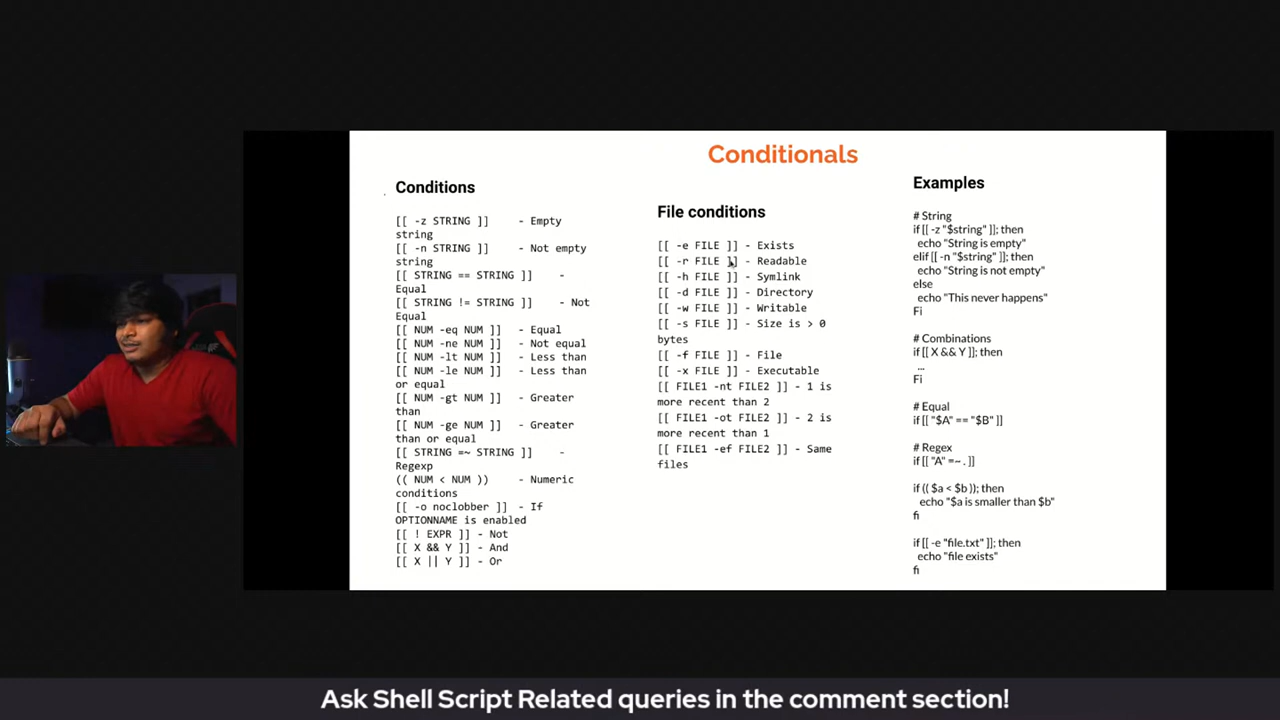 Conditionals
Conditions
[[ -z STRING ]] - Empty
string
[[ -n STRING ]] - Not empty
string
[[ STRING == STRING ]] -
Equal
[[ STRING != STRING ]] - Not
Equal
[[ NUM -eq NUM ]] - Equal
[[ NUM -ne NUM ]] - Not equal
[[ NUM -lt NUM ]] - Less than
[[ NUM -le NUM ]] - Less than
or equal
[[ NUM -gt NUM ]] - Greater
than
[[ NUM -ge NUM ]] - Greater
than or equal
[[ STRING =~ STRING ]] -
Regexp
(( NUM < NUM )) - Numeric
conditions
[[ -o noclobber ]] - If
OPTIONNAME is enabled
[[ ! EXPR ]] - Not
[[ X && Y ]] - And
[[ X || Y ]] - Or
File conditions
[[ -e FILE ]] - Exists
[[ -r FILE ]] - Readable
[[ -h FILE ]] - Symlink
[[ -d FILE ]] - Directory
[[ -w FILE ]] - Writable
[[ -s FILE ]] - Size is > 0
bytes
[[ -f FILE ]] - File
[[ -x FILE ]] - Executable
[[ FILE1 -nt FILE2 ]] - 1 is
more recent than 2
[[ FILE1 -ot FILE2 ]] - 2 is
more recent than 1
[[ FILE1 -ef FILE2 ]] - Same
files
Examples
# String
if [[ -z "$string" ]]; then
echo "String is empty"
elif [[ -n "$string" ]]; then
echo "String is not empty"
else
echo "This never happens"
Fi
# Combinations
if [[ X && Y ]]; then
...
Fi
# Equal
if [[ "$A" == "$B" ]]
# Regex
if [[ "A" =~ . ]]
if (( $a < $b )); then
echo "$a is smaller than $b"
fi
if [[ -e "file.txt" ]]; then
echo "file exists"
fi
Ask Shell Script Related queries in the comment section!